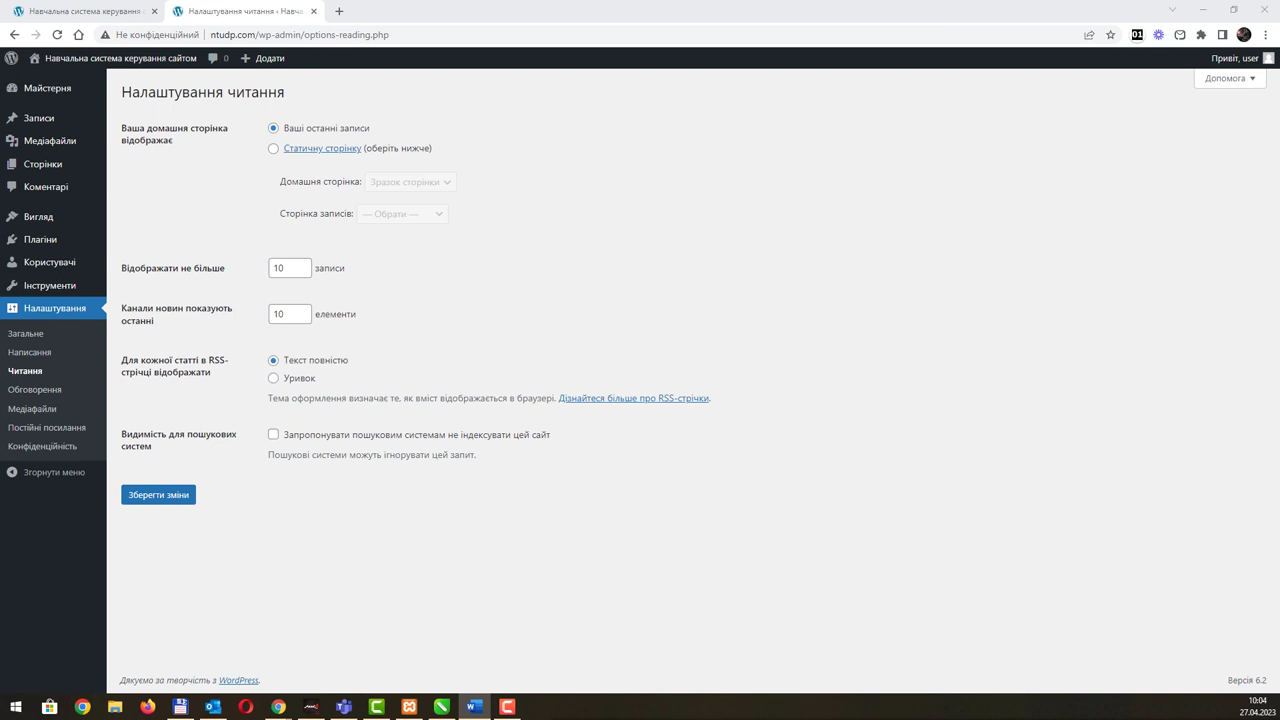 Навчальна система керування с
Налаштування читання ‹ Навча
Не конфіденційний
ntudp.com/wp-admin/options-reading.php
01
Навчальна система керування сайтом
0
Додати
Привіт, user
Майстерня
Записи
Медіафайли
Сторінки
Коментарі
Вигляд
Плагіни
Користувачі
Інструменти
Налаштування
Загальне
Написання
Читання
Обговорення
Медіафайли
Постійні посилання
Конфіденційність
Згорнути меню
Допомога
Налаштування читання
Ваша домашня сторінка
відображає
Ваші останні записи
Статичну сторінку (оберіть нижче)
Домашня сторінка: Зразок сторінки
Сторінка записів: — Обрати —
Відображати не більше
10 записи
Канали новин показують
останні
10 елементи
Для кожної статті в RSS-
стрічці відображати
Текст повністю
Уривок
Тема оформлення визначає те, як вміст відображається в браузері. Дізнайтеся більше про RSS-стрічки.
Видимість для пошукових
систем
Запропонувати пошуковим системам не індексувати цей сайт
Пошукові системи можуть ігнорувати цей запит.
Зберегти зміни
Дякуємо за творчість з WordPress.
Версія 6.2
10:04
27.04.2023